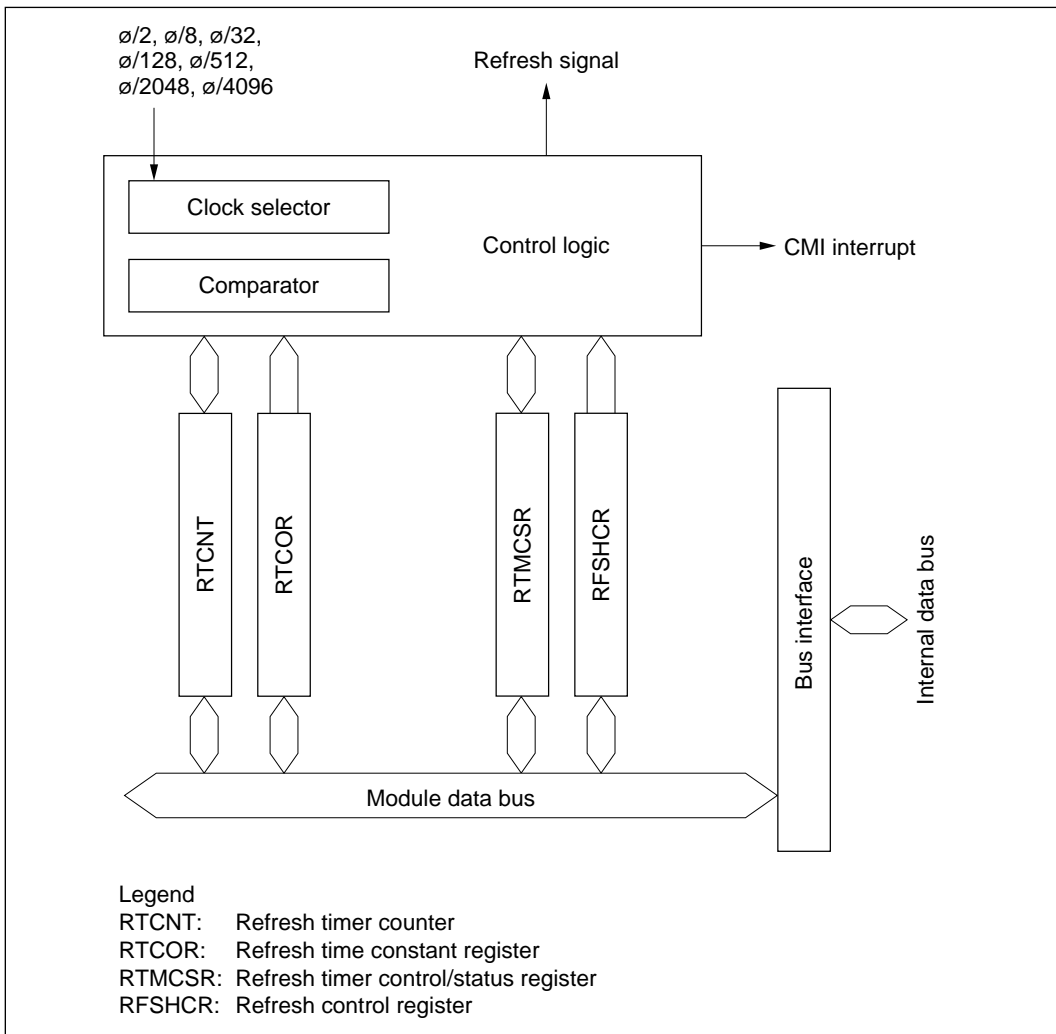 ø/2, ø/8, ø/32,
ø/128, ø/512,
ø/2048, ø/4096
Refresh signal
Clock selector
Control logic
CMI interrupt
Comparator
RTCNT
RTCOR
RTMCSR
RFSHCR
Bus interface
Internal data bus
Module data bus
Legend
RTCNT: Refresh timer counter
RTCOR: Refresh time constant register
RTMCSR: Refresh timer control/status register
RFSHCR: Refresh control register